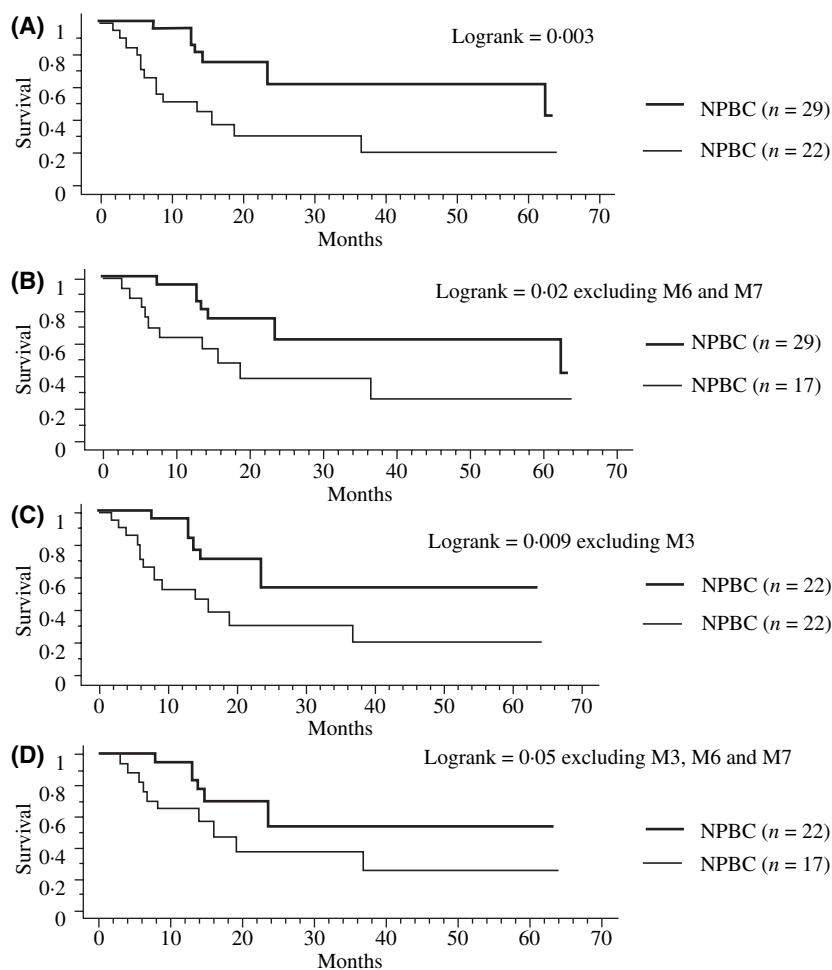 (A)
Logrank = 0·003
Survival
1
0·8
0·6
0·4
0·2
0
0 10 20 30 40 50 60 70
Months
NPBC (n = 29)
NPBC (n = 22)
(B)
Logrank = 0·02 excluding M6 and M7
Survival
1
0·8
0·6
0·4
0·2
0
0 10 20 30 40 50 60 70
Months
NPBC (n = 29)
NPBC (n = 17)
(C)
Logrank = 0·009 excluding M3
Survival
1
0·8
0·6
0·4
0·2
0
0 10 20 30 40 50 60 70
Months
NPBC (n = 22)
NPBC (n = 22)
(D)
Logrank = 0·05 excluding M3, M6 and M7
Survival
1
0·8
0·6
0·4
0·2
0
0 10 20 30 40 50 60 70
Months
NPBC (n = 22)
NPBC (n = 17)